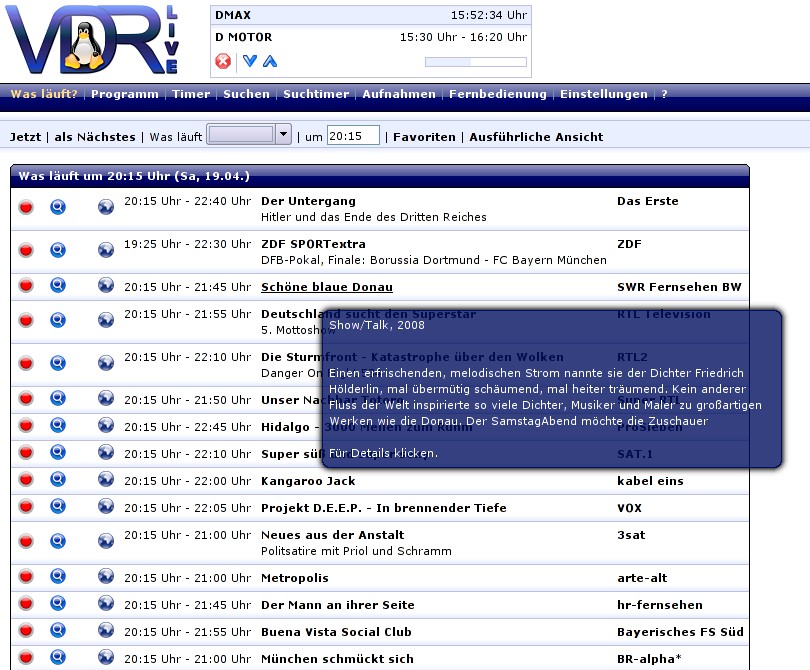 VDR LIVE
DMAX 15:52:34 Uhr
D MOTOR 15:30 Uhr - 16:20 Uhr
Was läuft? | Programm | Timer | Suchen | Suchtimer | Aufnahmen | Fernbedienung | Einstellungen | ?
Jetzt | als Nächstes | Was läuft | um 20:15 | Favoriten | Ausführliche Ansicht
Was läuft um 20:15 Uhr (Sa, 19.04.)
20:15 Uhr - 22:40 Uhr Der Untergang Das Erste
Hitler und das Ende des Dritten Reiches
19:25 Uhr - 22:30 Uhr ZDF SPORTextra ZDF
DFB-Pokal, Finale: Borussia Dortmund - FC Bayern München
20:15 Uhr - 21:45 Uhr Schöne blaue Donau SWR Fernsehen BW
20:15 Uhr - 21:55 Uhr Deutschland sucht den Superstar RTL Television
5. Mottoshow
20:15 Uhr - 22:10 Uhr Die Sturmfront - Katastrophe über den Wolken RTL2
Danger On
20:15 Uhr - 21:50 Uhr Unser Nachbar Totoro Super RTL
20:15 Uhr - 22:45 Uhr Hidalgo - 3000 Meilen zum Ruhm ProSieben
20:15 Uhr - 22:10 Uhr Super süß SAT.1
Show/Talk, 2008
Einen erfrischenden, melodischen Strom nannte sie der Dichter Friedrich
Hölderlin, mal übermütig schäumend, mal heiter träumend. Kein anderer
Fluss der Welt inspirierte so viele Dichter, Musiker und Maler zu großartigen
Werken wie die Donau. Der SamstagAbend möchte die Zuschauer
Für Details klicken.
20:15 Uhr - 22:00 Uhr Kangaroo Jack kabel eins
20:15 Uhr - 22:05 Uhr Projekt D.E.E.P. - In brennender Tiefe VOX
20:15 Uhr - 21:00 Uhr Neues aus der Anstalt 3sat
Politsatire mit Priol und Schramm
20:15 Uhr - 21:00 Uhr Metropolis arte-alt
20:15 Uhr - 21:45 Uhr Der Mann an ihrer Seite hr-fernsehen
20:15 Uhr - 21:55 Uhr Buena Vista Social Club Bayerisches FS Süd
20:15 Uhr - 21:00 Uhr München schmückt sich BR-alpha*